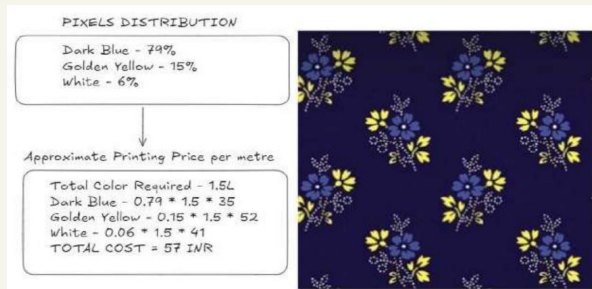 PIXELS DISTRIBUTION
Dark Blue - 79%
Golden Yellow - 15%
White - 6%
Approximate Printing Price per metre
Total Color Required - 1.5L
Dark Blue - 0.79 * 1.5 * 35
Golden Yellow - 0.15 * 1.5 * 52
White - 0.06 * 1.5 * 41
TOTAL COST = 57 INR